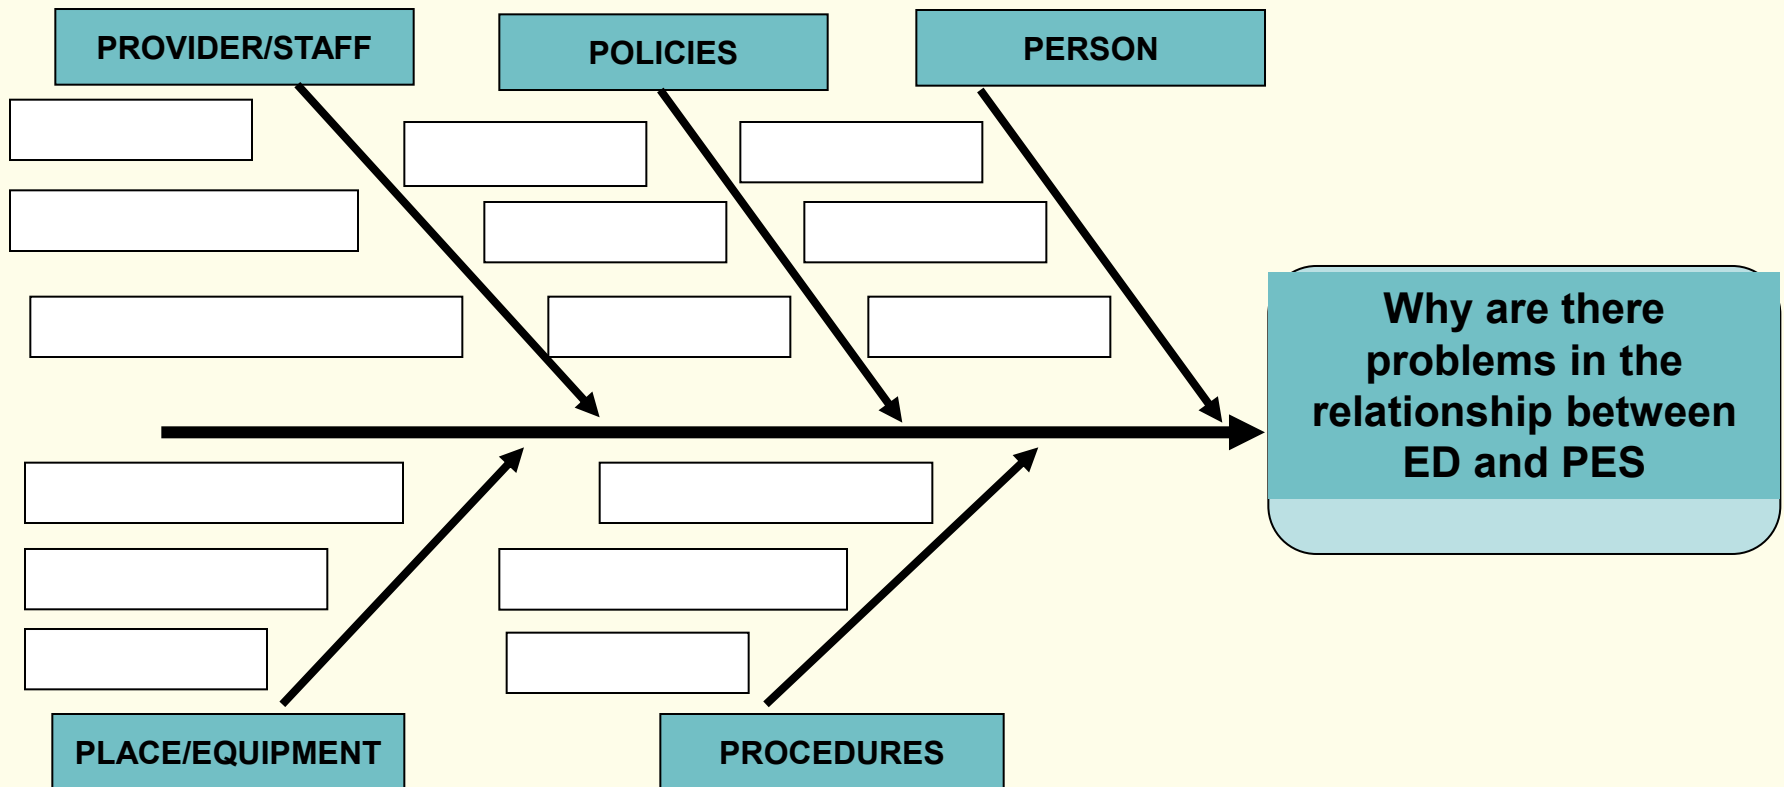 PROVIDER/STAFF
POLICIES
PERSON
Why are there
problems in the
relationship between
ED and PES
PLACE/EQUIPMENT
PROCEDURES